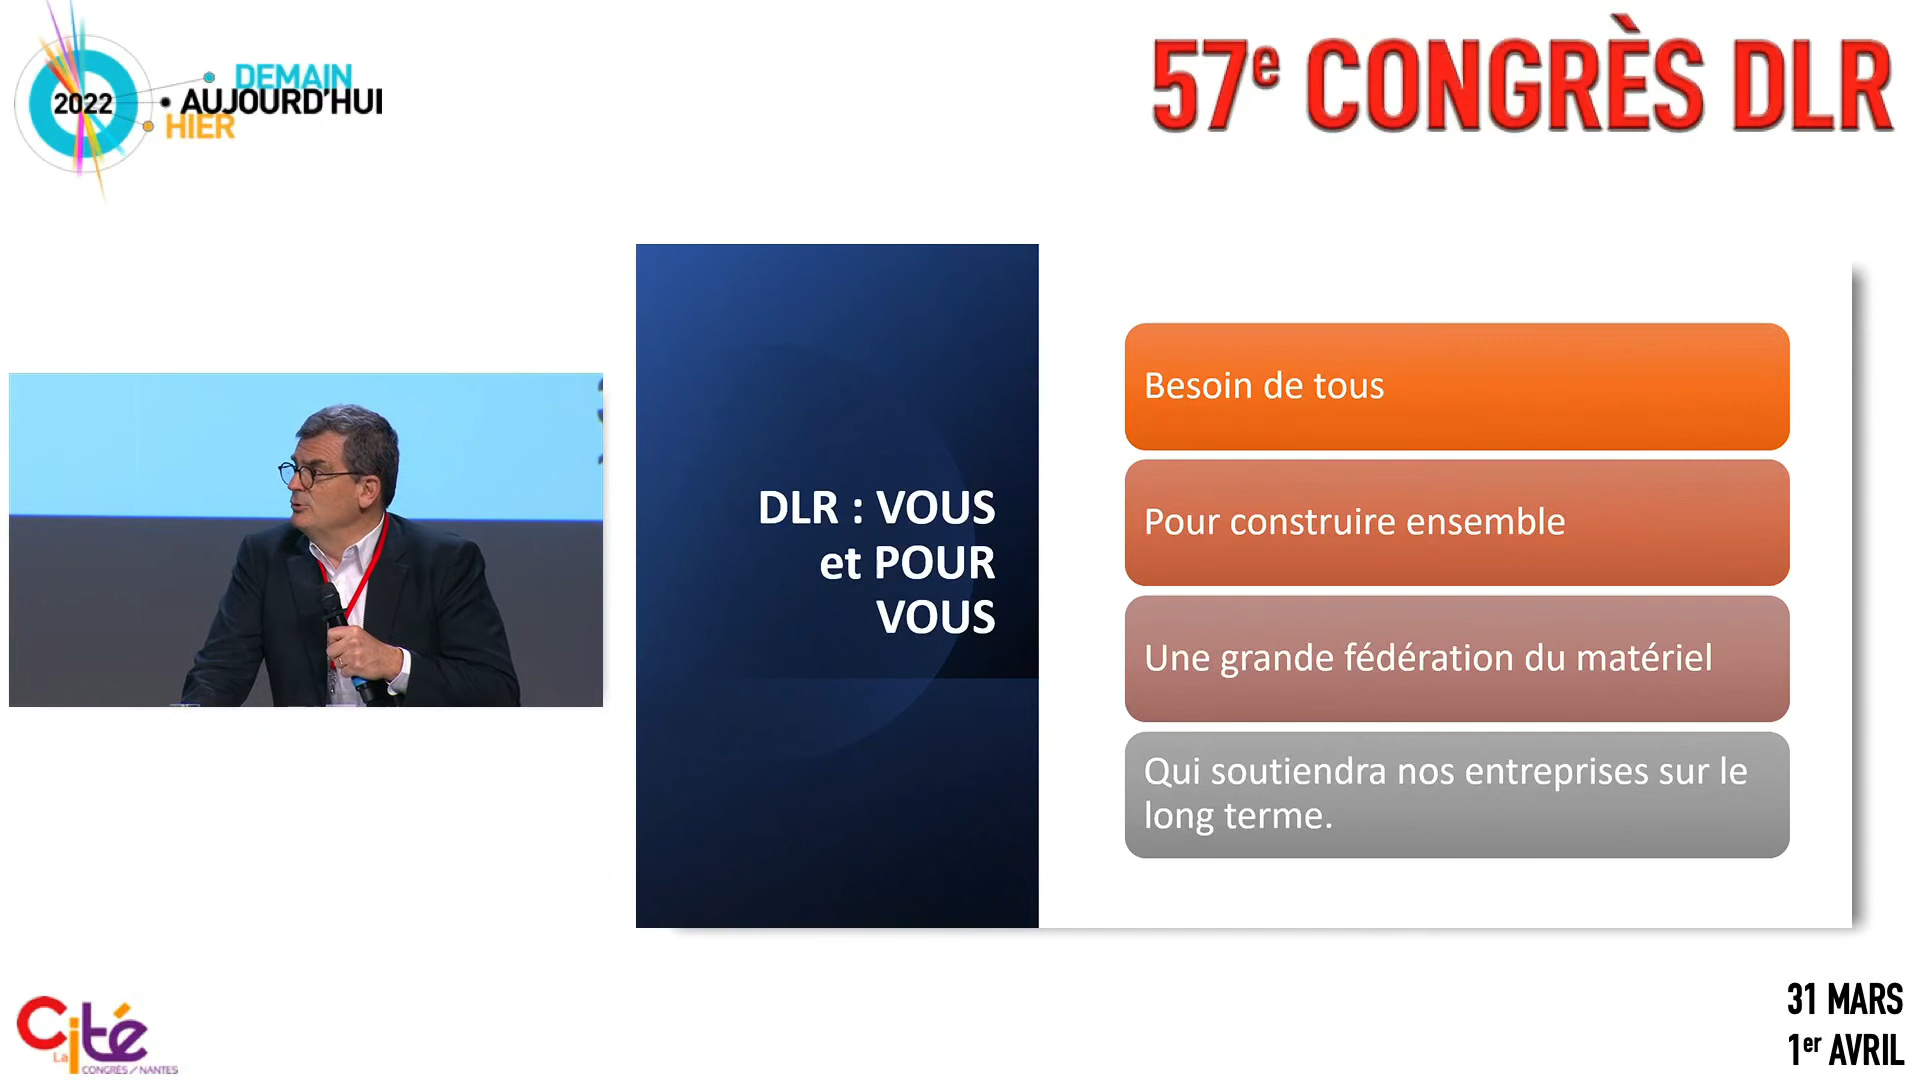 2022
DEMAIN
AUJOURD'HUI
HIER
57e CONGRÈS DLR
DLR : VOUS
et POUR
VOUS
Besoin de tous
Pour construire ensemble
Une grande fédération du matériel
Qui soutiendra nos entreprises sur le
long terme.
La Cité
CONGRÈS / NANTES
31 MARS
1er AVRIL